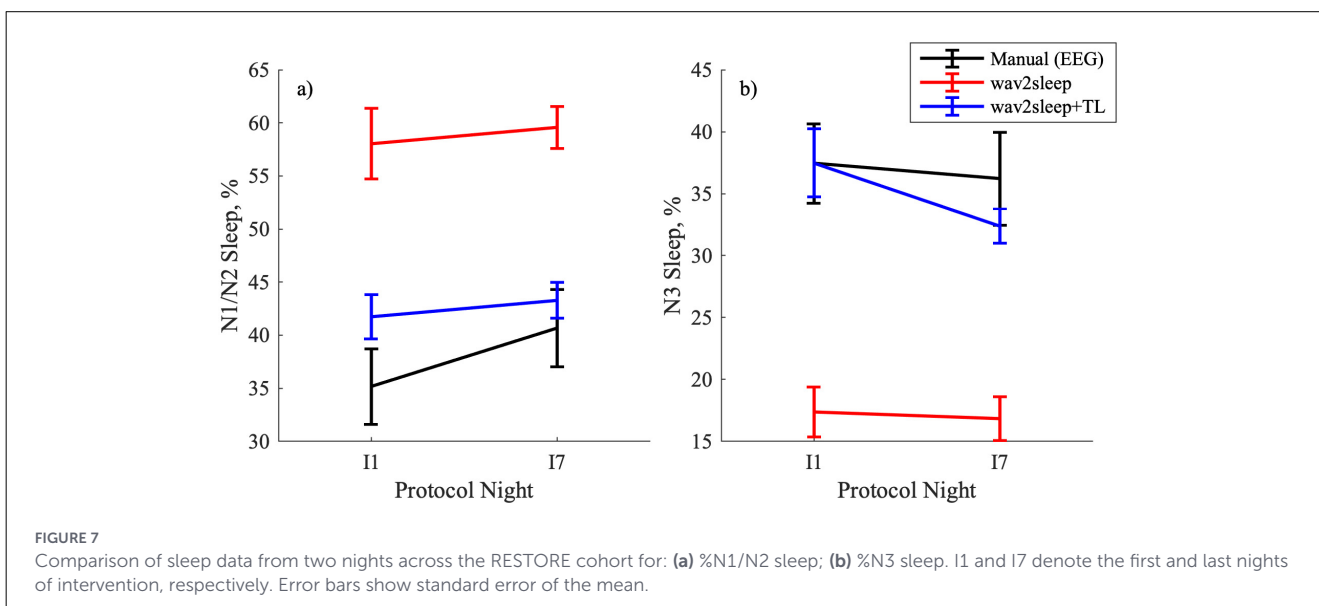 Manual (EEG)
wav2sleep
wav2sleep+TL
a)
65
60
55
50
45
40
35
30
N1/N2 Sleep, %
I1
I7
Protocol Night
b)
45
40
35
30
25
20
15
N3 Sleep, %
I1
I7
Protocol Night
FIGURE 7
Comparison of sleep data from two nights across the RESTORE cohort for: (a) %N1/N2 sleep; (b) %N3 sleep. I1 and I7 denote the first and last nights
of intervention, respectively. Error bars show standard error of the mean.